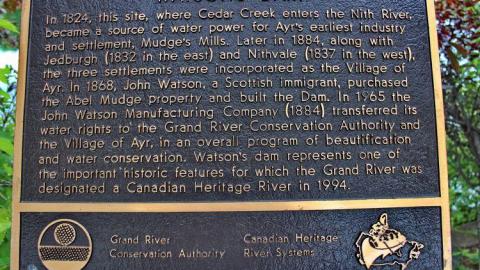 In 1824, this site, where Cedar Creek enters the Nith River,
became a source of water power for Ayr's earliest industry
and settlement, Mudge's Mills. Later in 1884, along with
Jedburgh (1832 in the east) and Nithvale (1837 in the west),
the three settlements were incorporated as the Village of
Ayr. In 1868, John Watson, a Scottish immigrant, purchased
the Abel Mudge property and built the Dam. In 1965 the
John Watson Manufacturing Company (1884) transferred its
water rights to the Grand River Conservation Authority and
the Village of Ayr, in an overall program of beautification
and water conservation. Watson's dam represents one of
the important historic features for which the Grand River was
designated a Canadian Heritage River in 1994.
Grand River
Conservation Authority
Canadian Heritage
River Systems